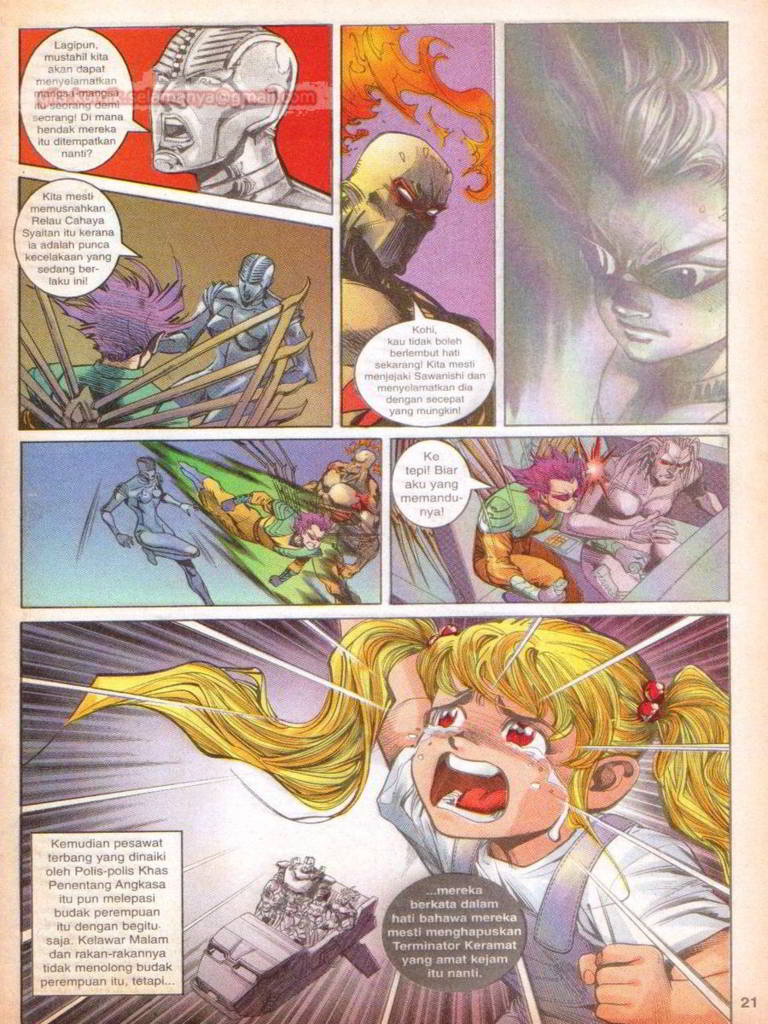 Lagipun,
mustahil kita
akan dapat
menyelamatkan
mangsa-mangsa
itu seorang demi
seorang! Di mana
hendak mereka
itu ditempatkan
nanti?
selamanya@gmail.com
Kita mesti
memusnahkan
Relau Cahaya
Syaitan itu kerana
ia adalah punca
kecelakaan yang
sedang ber-
laku ini!
Kohi,
kau tidak boleh
berlembut hati
sekarang! Kita mesti
menjejaki Sawanishi dan
menyelamatkan dia
dengan secepat
yang mungkin!
Ke
tepi! Biar
aku yang
memandu-
nya!
Kemudian pesawat
terbang yang dinaiki
oleh Polis-polis Khas
Penentang Angkasa
itu pun melepasi
budak perempuan
itu dengan begitu
saja. Kelawar Malam
dan rakan-rakannya
tidak menolong budak
perempuan itu, tetapi...
...mereka
berkata dalam
hati bahawa mereka
mesti menghapuskan
Terminator Keramat
yang amat kejam
itu nanti.
21